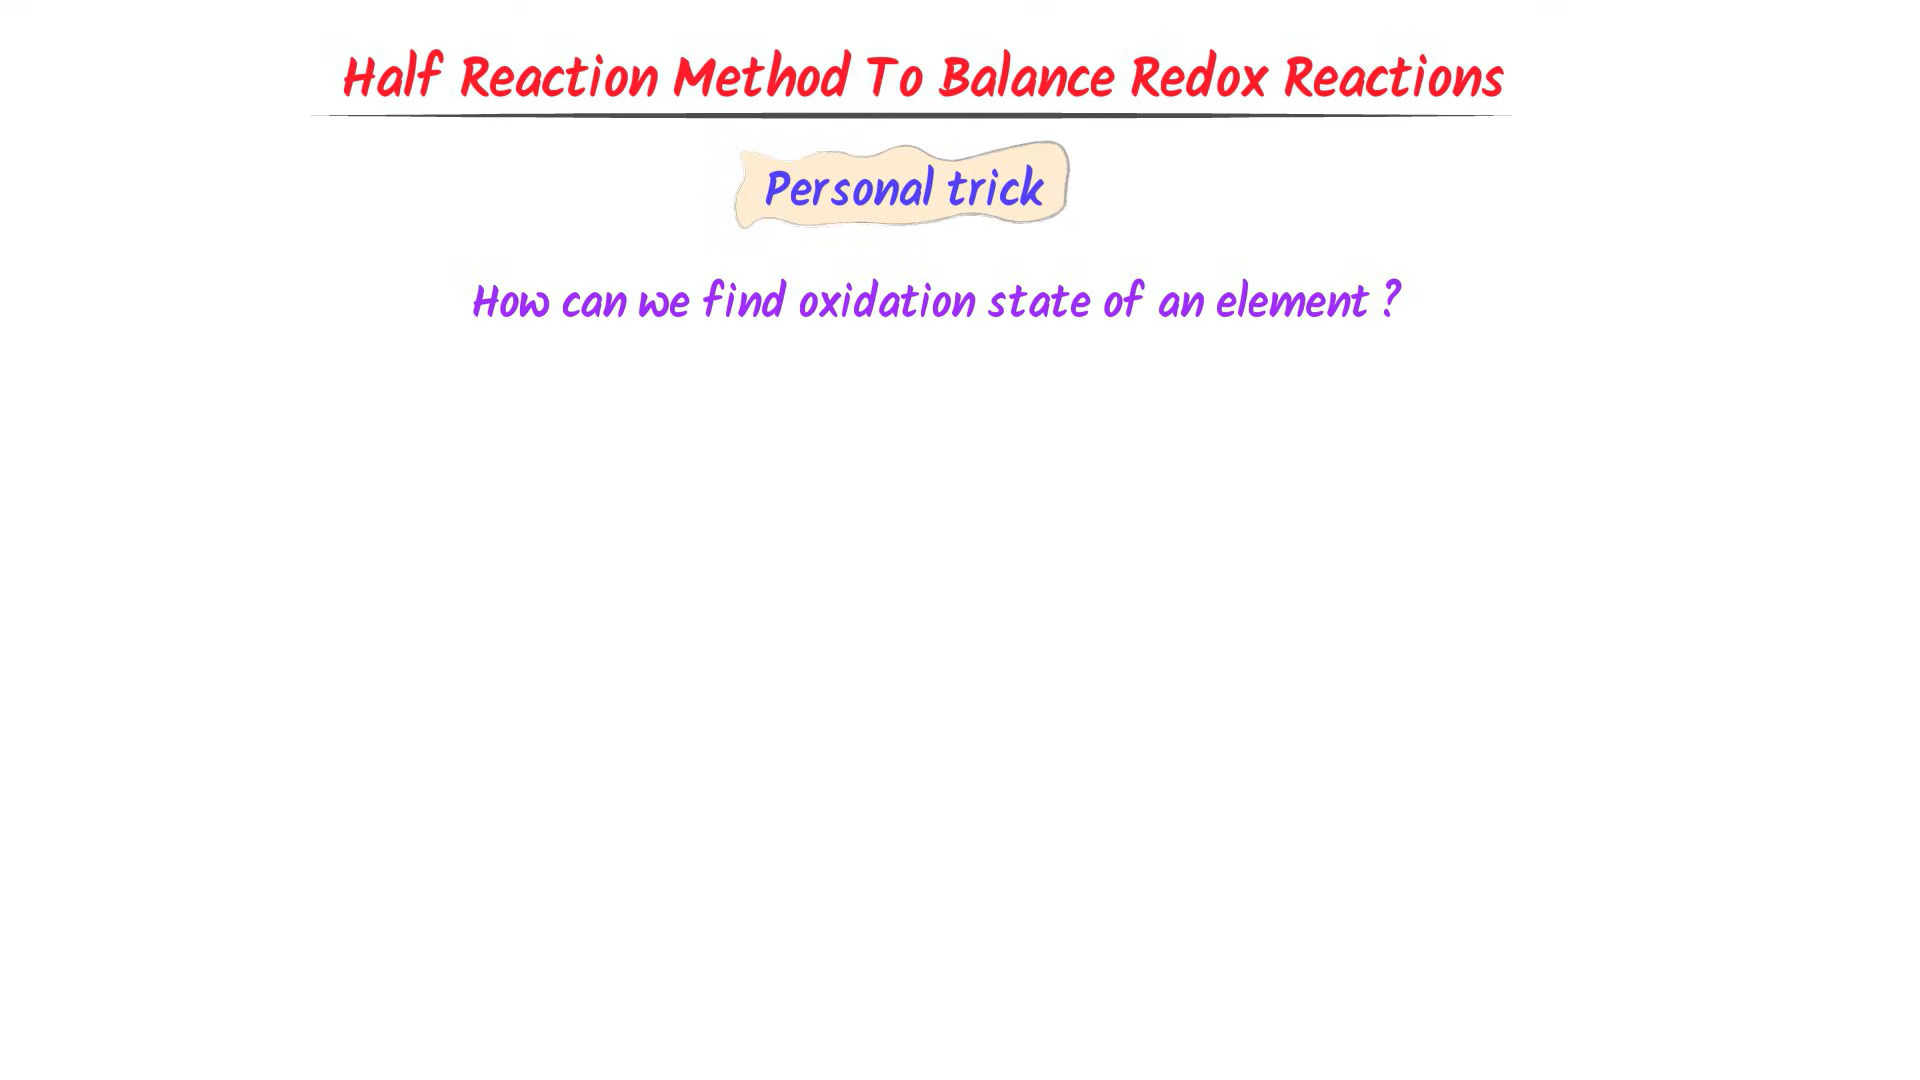 Half Reaction Method To Balance Redox Reactions
Personal trick
How can we find oxidation state of an element ?